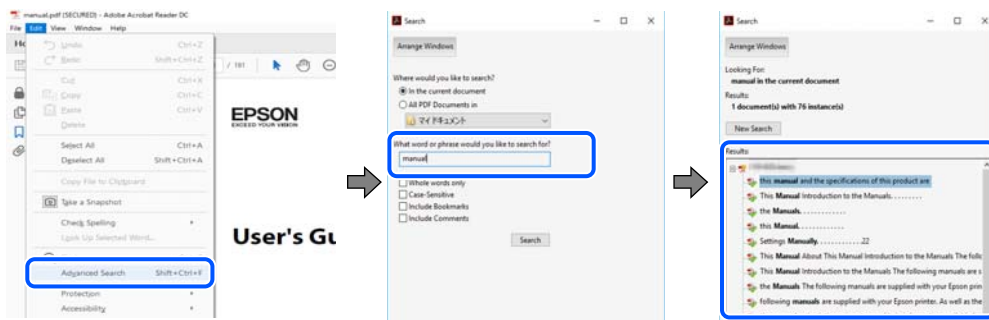 manual.pdf (SECURED) - Adobe Acrobat Reader DC
File Edit View Window Help
Undo Ctrl+Z
Redo Shift+Ctrl+Z
Cut Ctrl+X
Copy Ctrl+C
Paste Ctrl+V
Delete
Select All Ctrl+A
Deselect All Shift+Ctrl+A
Copy File to Clipboard
Take a Snapshot
Check Spelling
Look Up Selected Word...
Advanced Search Shift+Ctrl+F
Protection
Accessibility
/ 181
EPSON
EXCEED YOUR VISION
User's Gu
Search
Arrange Windows
Where would you like to search?
In the current document
All PDF Documents in
マイ ドキュメント
What word or phrase would you like to search for?
manual
Whole words only
Case-Sensitive
Include Bookmarks
Include Comments
Search
Search
Arrange Windows
Looking For:
manual in the current document
Results:
1 document(s) with 76 instance(s)
New Search
Results:
this manual and the specifications of this product are
This Manual Introduction to the Manuals. . . . . . . .
the Manuals. . . . . . . . . . . . .
this Manual. . . . . . . . . . . . .
Settings Manually. . . . . . . . . . . . .22
This Manual About This Manual Introduction to the Manuals The follo
This Manual Introduction to the Manuals The following manuals are s
the Manuals The following manuals are supplied with your Epson prin
following manuals are supplied with your Epson printer. As well as the